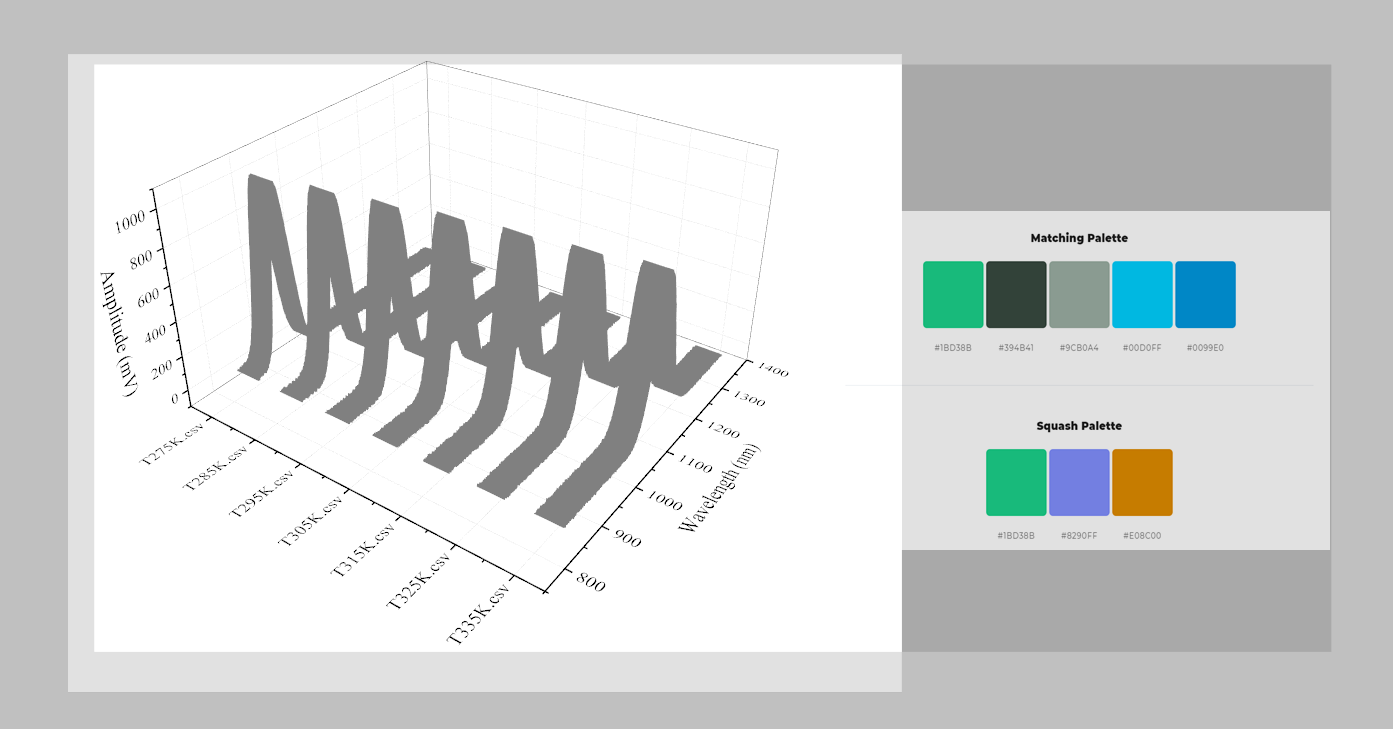 1000
800
600
400
200
0
Amplitude (mV)
T275K.csv
T285K.csv
T295K.csv
T305K.csv
T315K.csv
T325K.csv
T335K.csv
800
900
1000
1100
1200
1300
1400
Wavelength (nm)
Matching Palette
#1BD38B #394B41 #9CB0A4 #00D0FF #0099E0
Squash Palette
#1BD38B #8290FF #E08C00